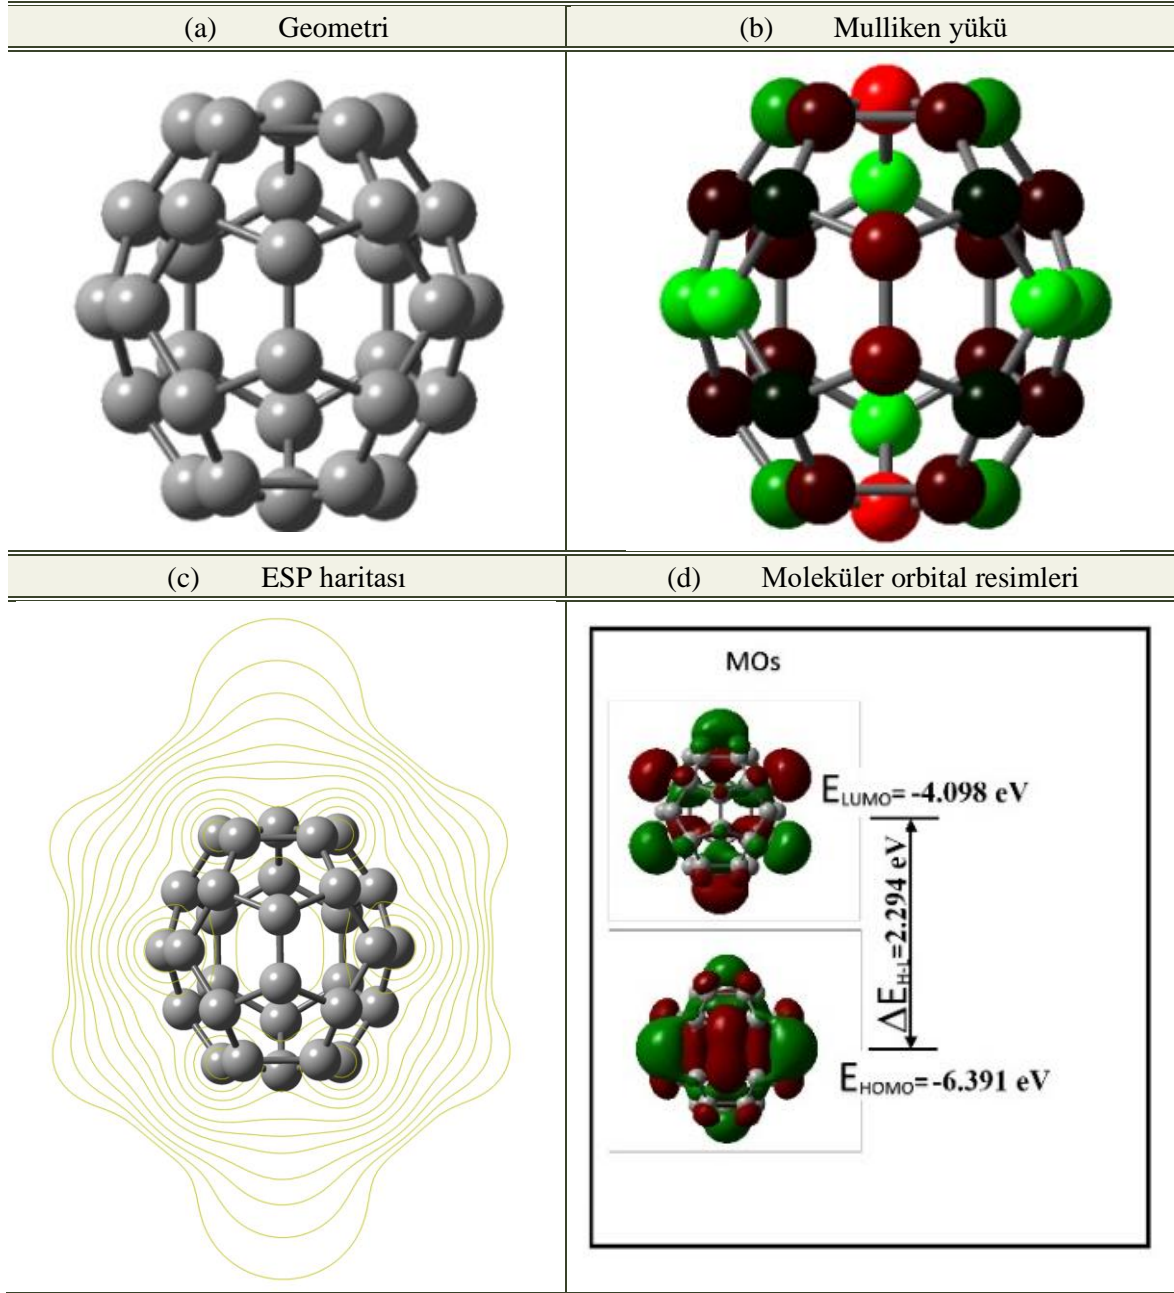 (a) Geometri
(b) Mulliken yükü
(c) ESP haritası
(d) Moleküler orbital resimleri
MOs
E_LUMO= -4.098 eV
ΔE_H-L=2.294 eV
E_HOMO= -6.391 eV